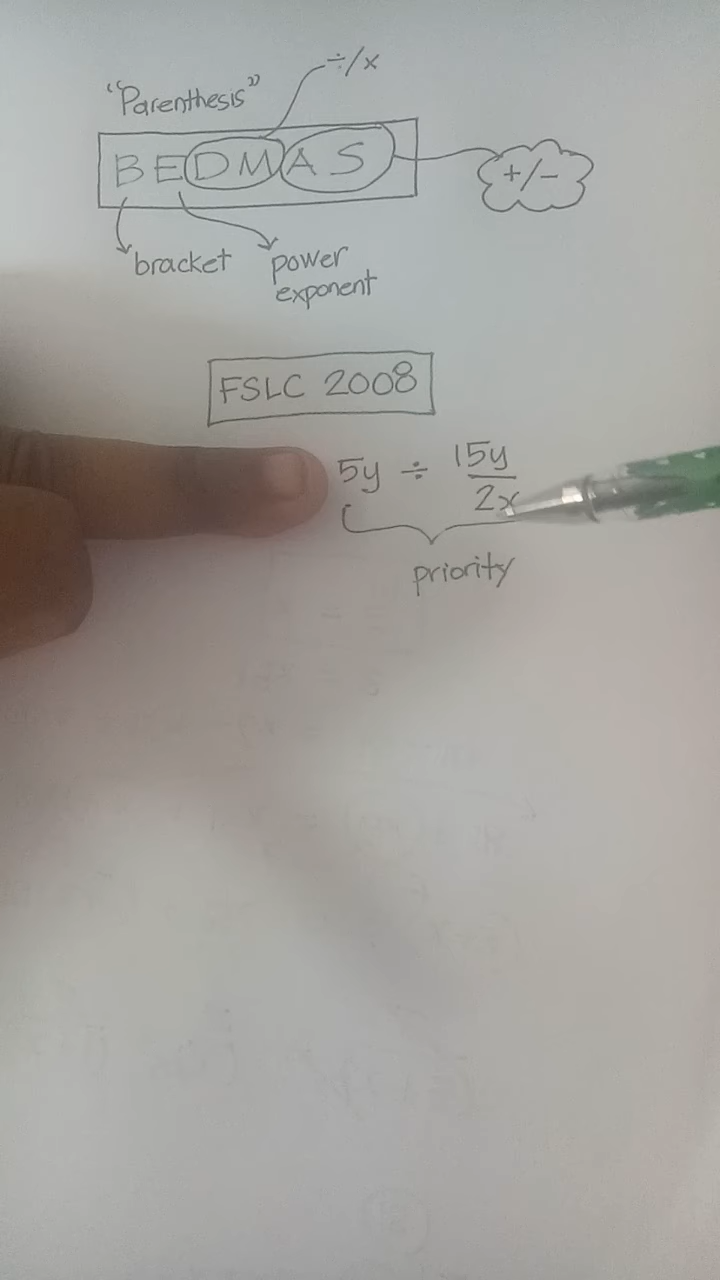 ÷/x
"Parenthesis"
BEDMAS
+/-
bracket
power
exponent
FSLC 2008
5y ÷ 15y/2x
priority